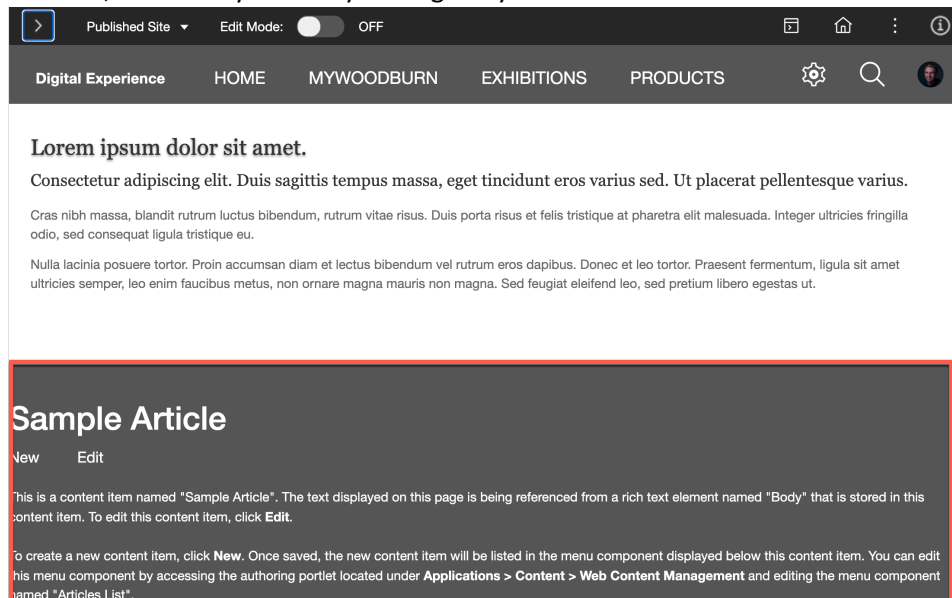 Published Site Edit Mode: OFF
Digital Experience HOME MYWOODBURN EXHIBITIONS PRODUCTS
Lorem ipsum dolor sit amet.
Consectetur adipiscing elit. Duis sagittis tempus massa, eget tincidunt eros varius sed. Ut placerat pellentesque varius.
Cras nibh massa, blandit rutrum luctus bibendum, rutrum vitae risus. Duis porta risus et felis tristique at pharetra elit malesuada. Integer ultricies fringilla
odio, sed consequat ligula tristique eu.
Nulla lacinia posuere tortor. Proin accumsan diam et lectus bibendum vel rutrum eros dapibus. Donec et leo tortor. Praesent fermentum, ligula sit amet
ultricies semper, leo enim faucibus metus, non ornare magna mauris non magna. Sed feugiat eleifend leo, sed pretium libero egestas ut.
Sample Article
New Edit
This is a content item named "Sample Article". The text displayed on this page is being referenced from a rich text element named "Body" that is stored in this
content item. To edit this content item, click Edit.
To create a new content item, click New. Once saved, the new content item will be listed in the menu component displayed below this content item. You can edit
this menu component by accessing the authoring portlet located under Applications > Content > Web Content Management and editing the menu component
named "Articles List".